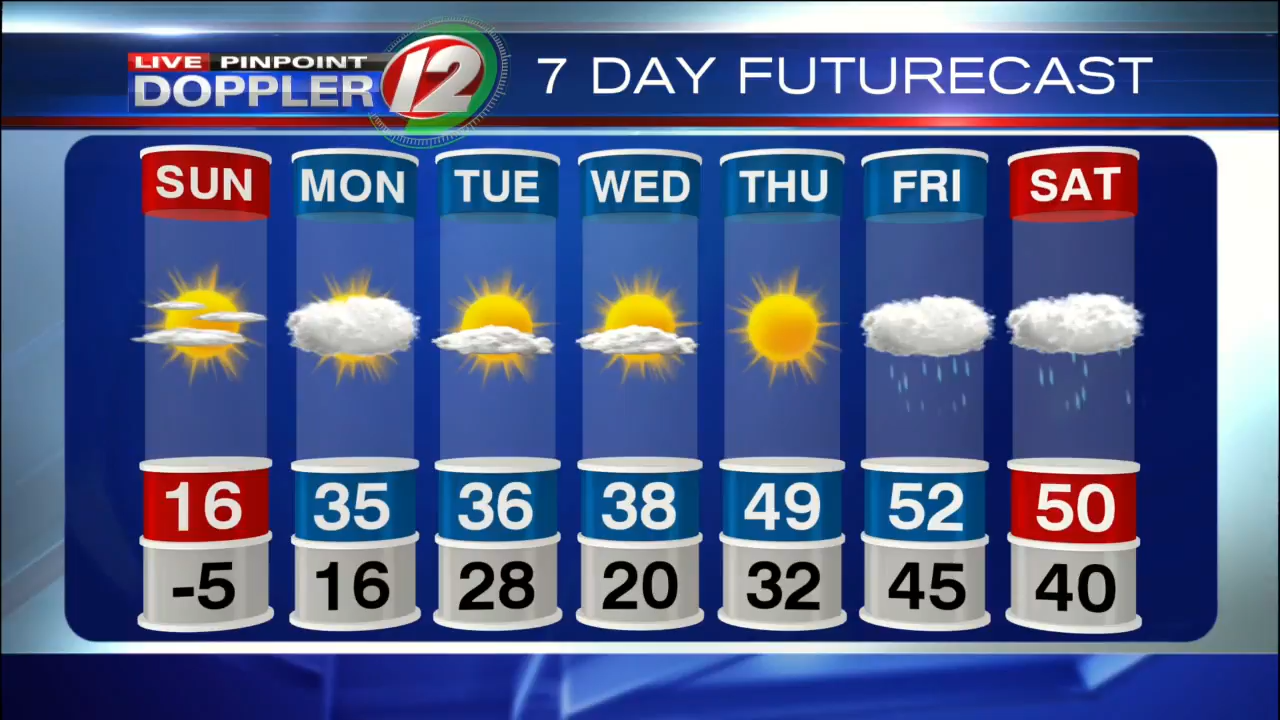 LIVE PINPOINT
DOPPLER 12
7 DAY FUTURECAST
SUN MON TUE WED THU FRI SAT
16 35 36 38 49 52 50
-5 16 28 20 32 45 40